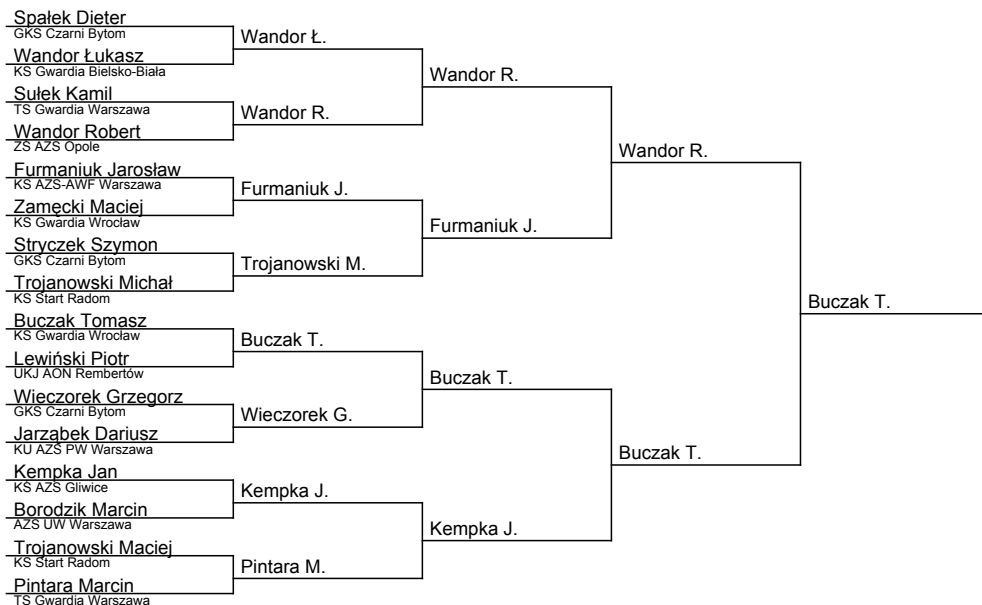 Spałek Dieter
GKS Czarni Bytom
Wandor Łukasz
KS Gwardia Bielsko-Biała
Sułek Kamil
TS Gwardia Warszawa
Wandor Robert
ZS AZS Opole
Furmaniuk Jarosław
KS AZS-AWF Warszawa
Zamęcki Maciej
KS Gwardia Wrocław
Stryczek Szymon
GKS Czarni Bytom
Trojanowski Michał
KS Start Radom
Buczak Tomasz
KS Gwardia Wrocław
Lewiński Piotr
UKJ AON Rembertów
Wieczorek Grzegorz
GKS Czarni Bytom
Jarząbek Dariusz
KU AZS PW Warszawa
Kempka Jan
KS AZS Gliwice
Borodzik Marcin
AZS UW Warszawa
Trojanowski Maciej
KS Start Radom
Pintara Marcin
TS Gwardia Warszawa
Wandor Ł.
Wandor R.
Furmaniuk J.
Trojanowski M.
Buczak T.
Wieczorek G.
Kempka J.
Pintara M.
Wandor R.
Furmaniuk J.
Buczak T.
Kempka J.
Wandor R.
Buczak T.
Buczak T.